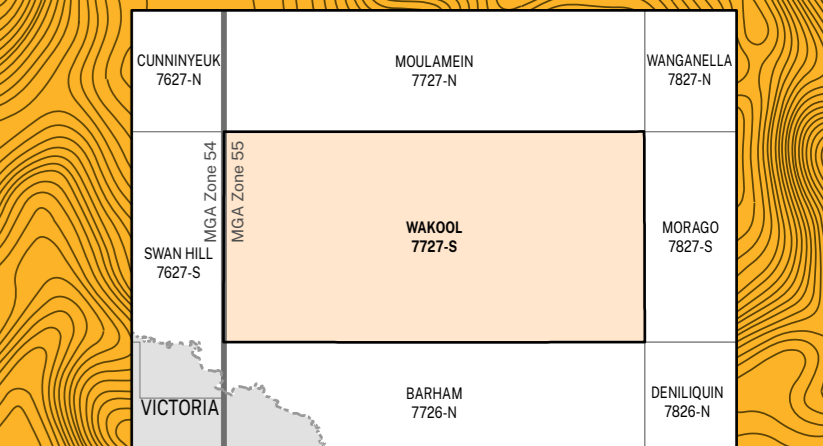 CUNNINYEUK
7627-N
MOULAMEIN
7727-N
WANGANELLA
7827-N
MGA Zone 54
MGA Zone 55
SWAN HILL
7627-S
WAKOOL
7727-S
MORAGO
7827-S
VICTORIA
BARHAM
7726-N
DENILIQUIN
7826-N